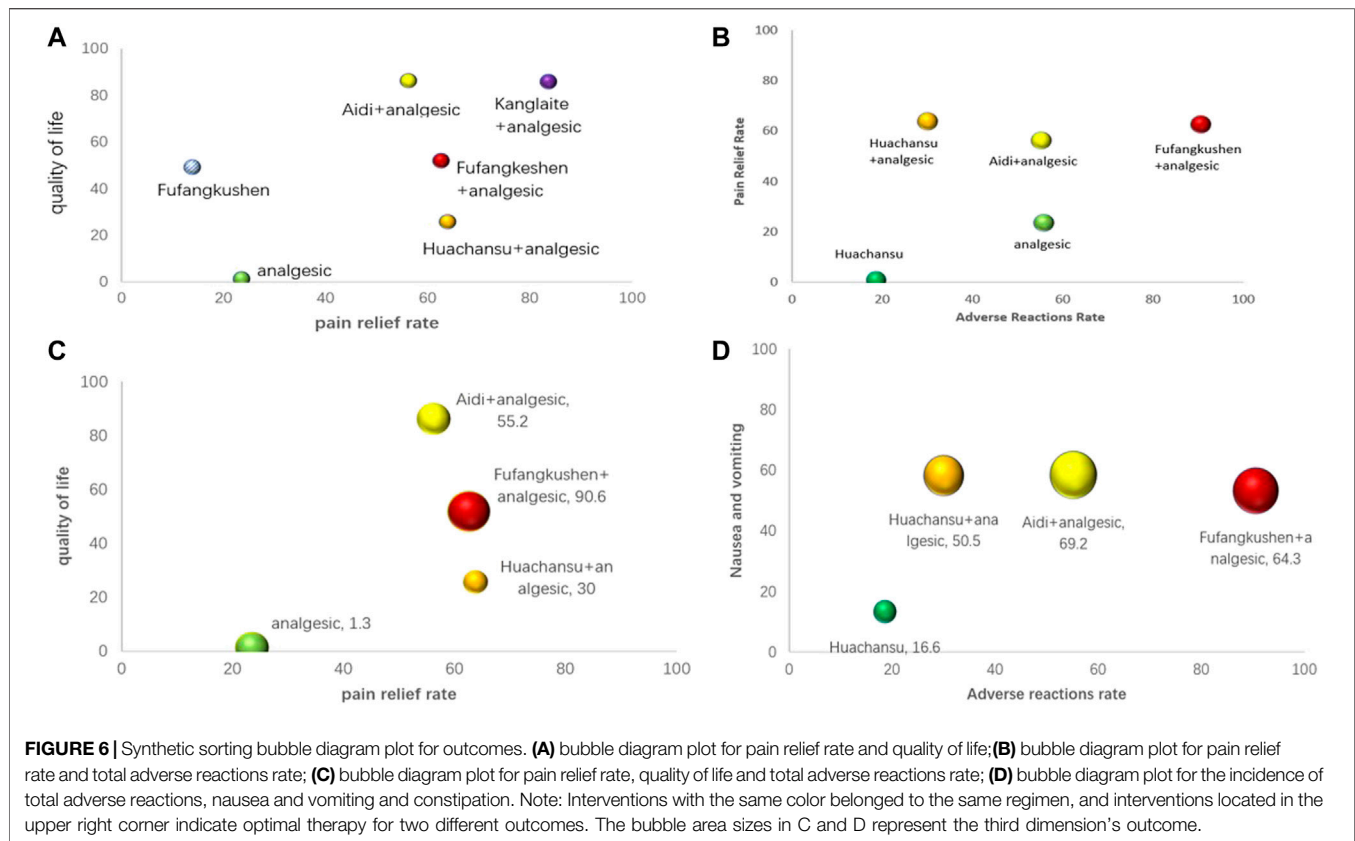 A
quality of life
100
80
60
40
20
0
Aidi+analgesic
Kanglaite
+analgesic
Fufangkushen
Fufangkeshen
+analgesic
Huachansu+analgesic
analgesic
0 20 40 60 80 100
pain relief rate
B
Pain Relief Rate
100
80
60
40
20
0
Huachansu
+analgesic
Aidi+analgesic
Fufangkushen
+analgesic
analgesic
Huachansu
0 20 40 60 80 100
Adverse Reactions Rate
C
quality of life
100
80
60
40
20
0
Aidi+analgesic,
55.2
Fufangkushen+
analgesic, 90.6
Huachansu+an
algesic, 30
analgesic, 1.3
0 20 40 60 80 100
pain relief rate
D
Nausea and vomiting
100
80
60
40
20
0
Huachansu+ana
lgesic, 50.5
Aidi+analgesic,
69.2
Fufangkushen+a
nalgesic, 64.3
Huachansu, 16.6
0 20 40 60 80 100
Adverse reactions rate
FIGURE 6 | Synthetic sorting bubble diagram plot for outcomes. (A) bubble diagram plot for pain relief rate and quality of life;(B) bubble diagram plot for pain relief
rate and total adverse reactions rate; (C) bubble diagram plot for pain relief rate, quality of life and total adverse reactions rate; (D) bubble diagram plot for the incidence of
total adverse reactions, nausea and vomiting and constipation. Note: Interventions with the same color belonged to the same regimen, and interventions located in the
upper right corner indicate optimal therapy for two different outcomes. The bubble area sizes in C and D represent the third dimension's outcome.